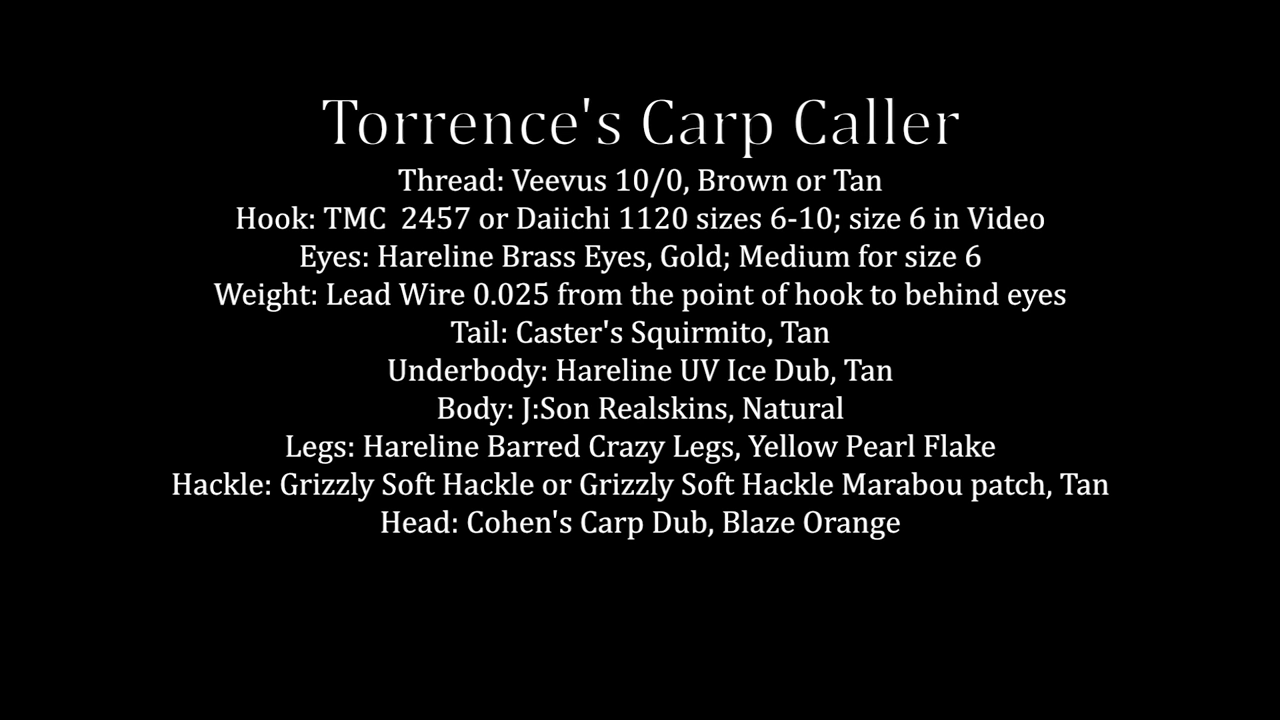 Torrence's Carp Caller
Thread: Veevus 10/0, Brown or Tan
Hook: TMC  2457 or Daiichi 1120 sizes 6-10; size 6 in Video
Eyes: Hareline Brass Eyes, Gold; Medium for size 6
Weight: Lead Wire 0.025 from the point of hook to behind eyes
Tail: Caster's Squirmito, Tan
Underbody: Hareline UV Ice Dub, Tan
Body: J:Son Realskins, Natural
Legs: Hareline Barred Crazy Legs, Yellow Pearl Flake
Hackle: Grizzly Soft Hackle or Grizzly Soft Hackle Marabou patch, Tan
Head: Cohen's Carp Dub, Blaze Orange